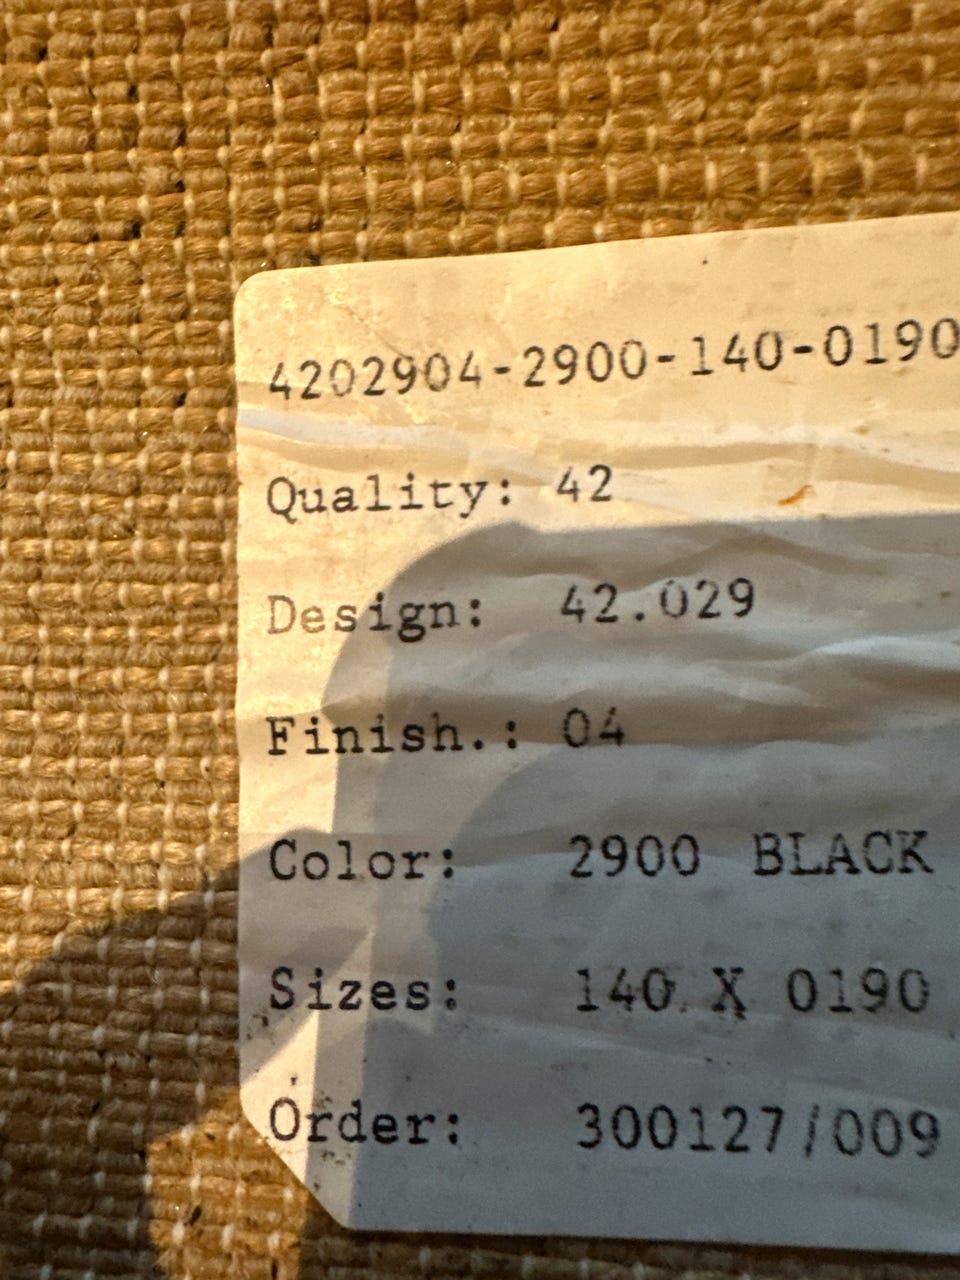 4202904-2900-140-0190
Quality: 42
Design: 42.029
Finish.: 04
Color: 2900 BLACK
Sizes: 140 X 0190
Order: 300127/009